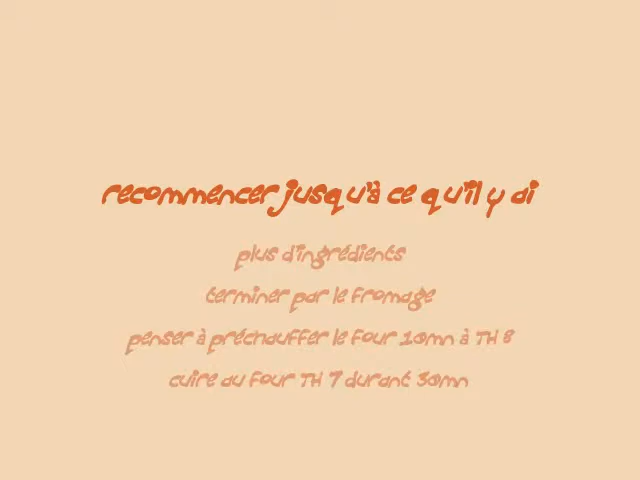 recommencer jusqu'à ce qu'il y ai
plus d'ingrédients
terminer par le fromage
penser à préchauffer le four 10mn à TH 8
cuire au four TH 7 durant 30mn